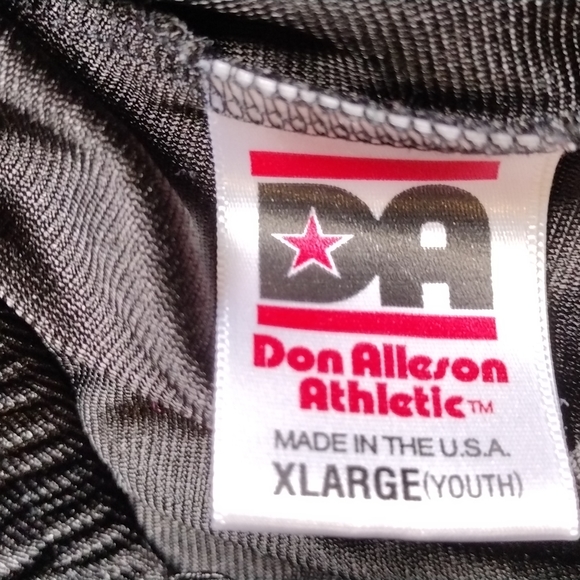 DA
Don Alleson
Athletic™
MADE IN THE U.S.A.
XLARGE(YOUTH)